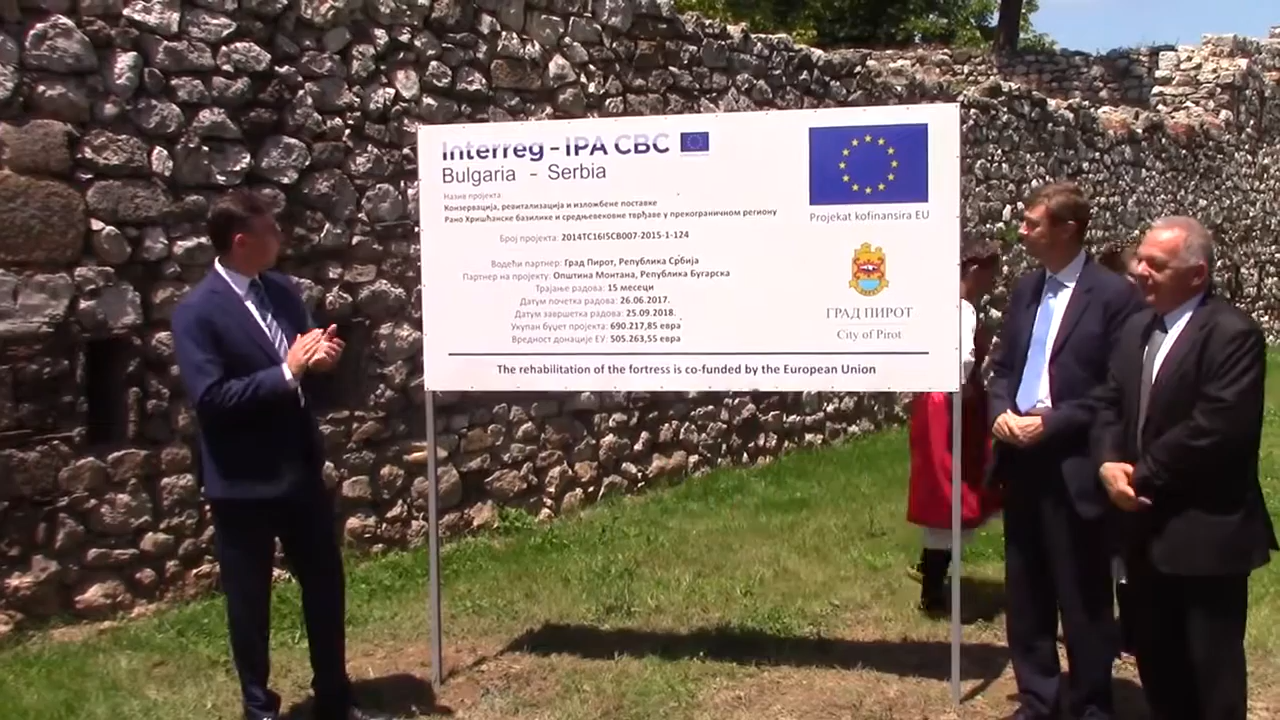 Interreg - IPA CBC
Bulgaria - Serbia
Назив пројекта
Конзервација, ревитализација и изложбене поставке
Рано Хришћанске базилике и средњевековне тврђаве у прекограничном региону
Број пројекта: 2014TC16I5CB007-2015-1-124
Водећи партнер: Град Пирот, Република Србија
Партнер на пројекту: Општина Монтана, Република Бугарска
Трајање радова: 15 месеци
Датум почетка радова: 26.06.2017.
Датум завршетка радова: 25.09.2018.
Укупан буџет пројекта: 690.217,85 евра
Вредност донације ЕУ: 505.263,55 евра
Projekat kofinansira EU
ГРАД ПИРОТ
City of Pirot
The rehabilitation of the fortress is co-funded by the European Union